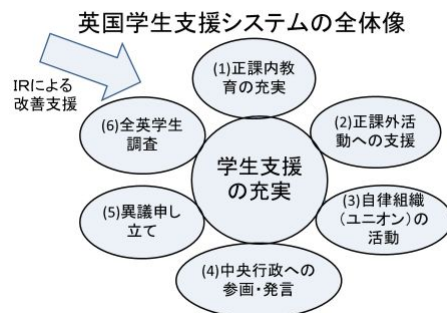 英国学生支援システムの全体像
IRによる
改善支援
(1)正課内教
育の充実
(2)正課外活
動への支援
(3)自律組織
(ユニオン)の
活動
(4)中央行政への
参画・発言
(5)異議申し
立て
(6)全英学生
調査
学生支援
の充実